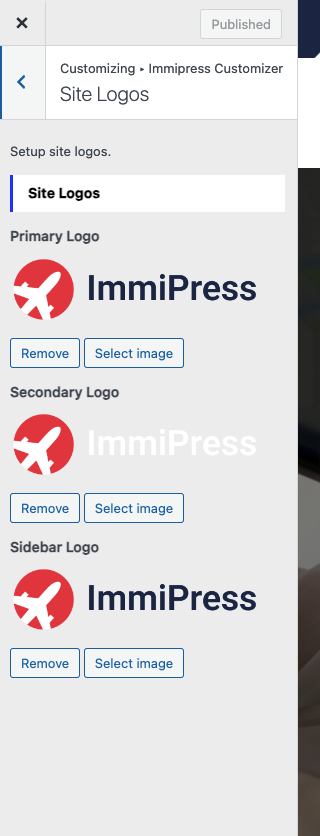 Published
Customizing ▸ Immipress Customizer
Site Logos
Setup site logos.
Site Logos
Primary Logo
ImmiPress
Remove
Select image
Secondary Logo
ImmiPress
Remove
Select image
Sidebar Logo
ImmiPress
Remove
Select image